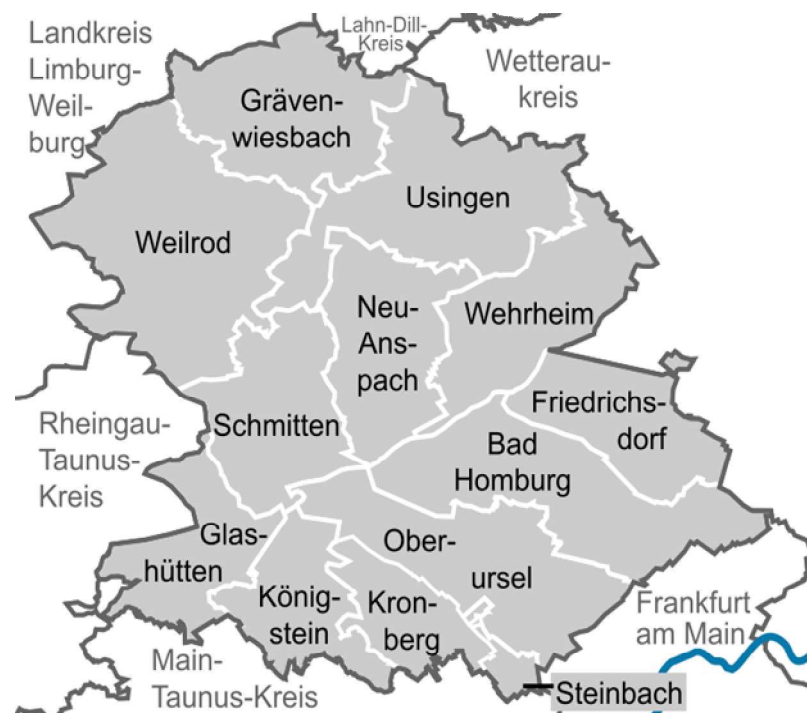 Landkreis
Limburg-
Weil-
burg
Lahn-Dill-
Kreis
Wetterau-
kreis
Gräven-
wiesbach
Usingen
Weilrod
Neu-
Ans-
pach
Wehrheim
Friedrichs-
dorf
Schmitten
Bad
Homburg
Rheingau-
Taunus-
Kreis
Glas-
hütten
Ober-
ursel
König-
stein
Kron-
berg
Frankfurt
am Main
Main-
Taunus-Kreis
Steinbach